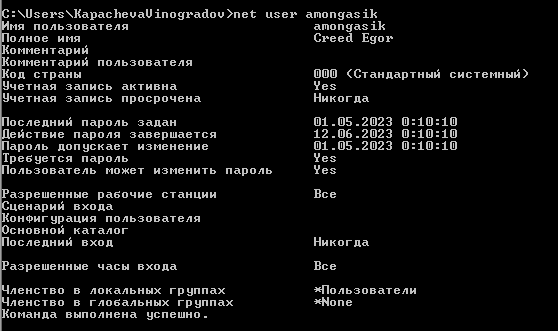 C:\Users\KapachevaVinogradov>net user amongasik
Имя пользователя amongasik
Полное имя Creed Egor
Комментарий
Комментарий пользователя
Код страны 000 (Стандартный системный)
Учетная запись активна Yes
Учетная запись просрочена Никогда
Последний пароль задан 01.05.2023 0:10:10
Действие пароля завершается 12.06.2023 0:10:10
Пароль допускает изменение 01.05.2023 0:10:10
Требуется пароль Yes
Пользователь может изменить пароль Yes
Разрешенные рабочие станции Все
Сценарий входа
Конфигурация пользователя
Основной каталог
Последний вход Никогда
Разрешенные часы входа Все
Членство в локальных группах *Пользователи
Членство в глобальных группах *None
Команда выполнена успешно.